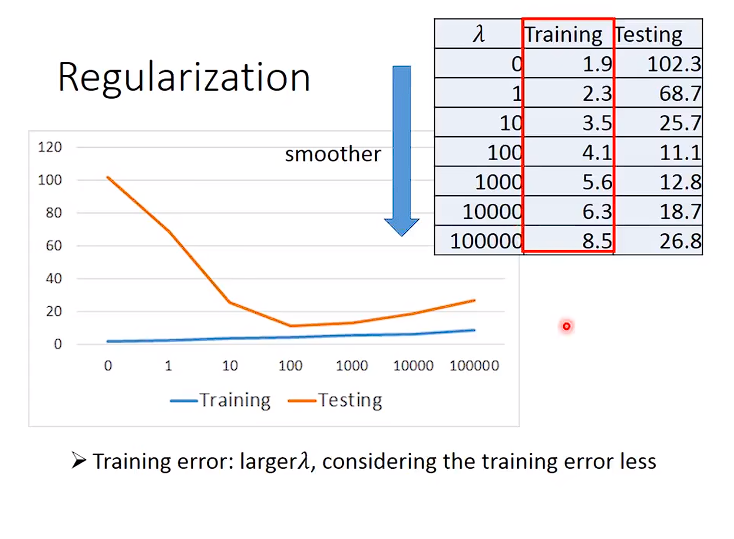 Regularization
smoother
λ Training Testing
0 1.9 102.3
1 2.3 68.7
10 3.5 25.7
100 4.1 11.1
1000 5.6 12.8
10000 6.3 18.7
100000 8.5 26.8
120
100
80
60
40
20
0
0 1 10 100 1000 10000 100000
Training Testing
➢ Training error: largerλ, considering the training error less